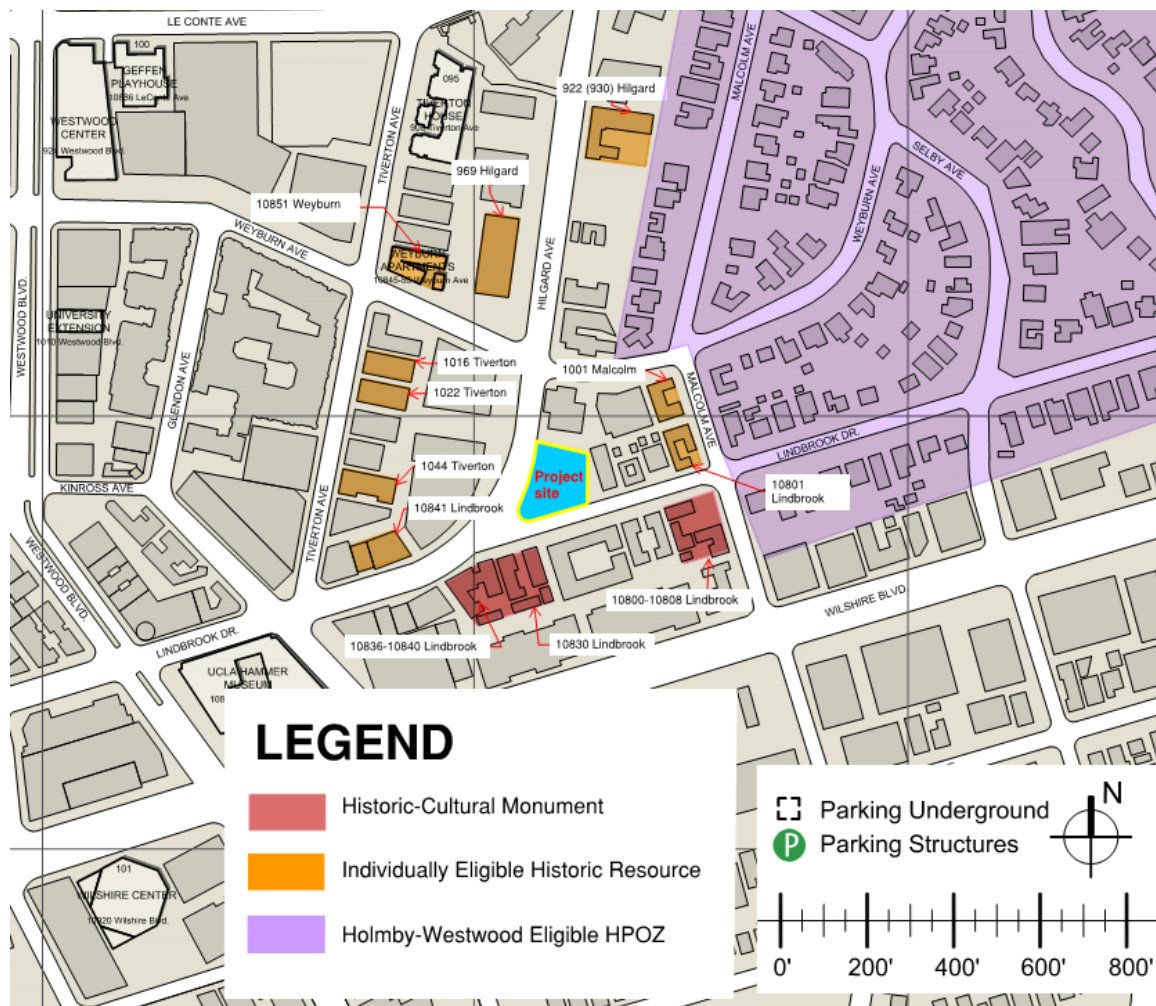 LE CONTE AVE
100
GEFFEN
PLAYHOUSE
10886 LeConte Ave
WESTWOOD
CENTER
095
TIVERTON
HOUSE
900 Tiverton Ave
922 (930) Hilgard
MALCOLM AVE
SELBY AVE
WEYBURN AVE
TIVERTON AVE
969 Hilgard
10851 Weyburn
WEYBURN AVE
WEYBURN
APARTMENTS
HILGARD AVE
WESTWOOD BLVD.
UNIVERSITY
EXTENSION
1010 Westwood Blvd.
GLENDON AVE
1016 Tiverton
1022 Tiverton
1001 Malcolm
MALCOLM AVE
LINDBROOK DR.
KINROSS AVE
1044 Tiverton
Project
site
10801
Lindbrook
10841 Lindbrook
TIVERTON AVE
WESTWOOD BLVD.
10800-10808 Lindbrook
WILSHIRE BLVD.
LINDBROOK DR.
10836-10840 Lindbrook
10830 Lindbrook
UCLA HAMMER
MUSEUM
LEGEND
Historic-Cultural Monument
Individually Eligible Historic Resource
Holmby-Westwood Eligible HPOZ
Parking Underground
N
P
Parking Structures
101
WILSHIRE CENTER
10920 Wilshire Blvd.
0'
200'
400'
600'
800'